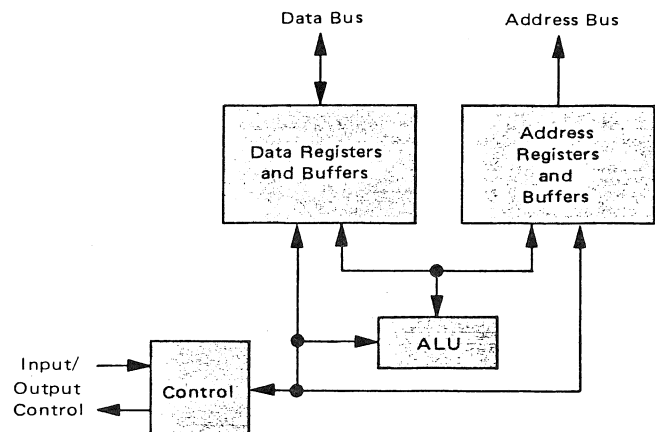 Data Bus
Address Bus
Data Registers
and Buffers
Address
Registers
and
Buffers
ALU
Input/
Output
Control
Control